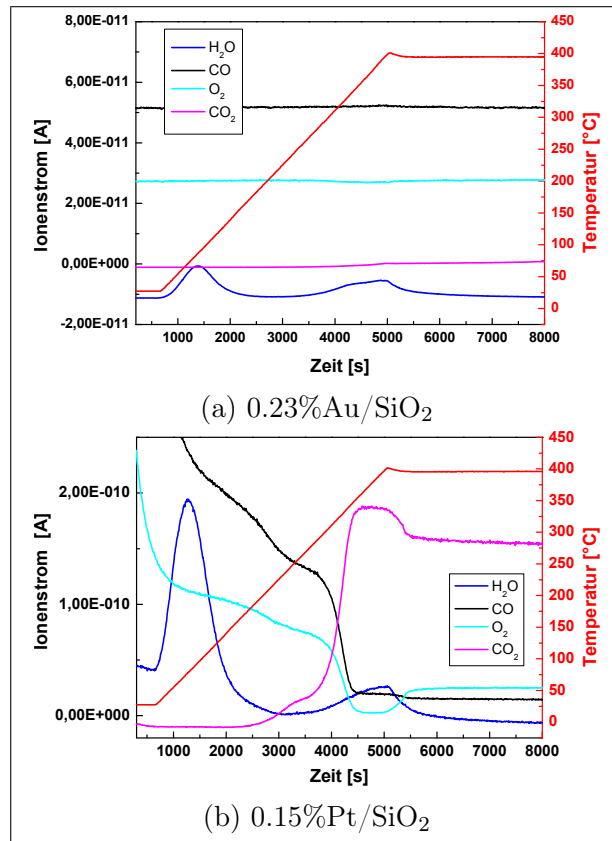 8,00E-011
6,00E-011
4,00E-011
2,00E-011
0,00E+000
-2,00E-011
Ionenstrom [A]
H₂O
CO
O₂
CO₂
450
400
350
300
250
200
150
100
50
0
Temperatur [°C]
1000 2000 3000 4000 5000 6000 7000 8000
Zeit [s]
(a) 0.23%Au/SiO₂
2,00E-010
1,00E-010
0,00E+000
Ionenstrom [A]
H₂O
CO
O₂
CO₂
450
400
350
300
250
200
150
100
50
0
Temperatur [°C]
1000 2000 3000 4000 5000 6000 7000 8000
Zeit [s]
(b) 0.15%Pt/SiO₂